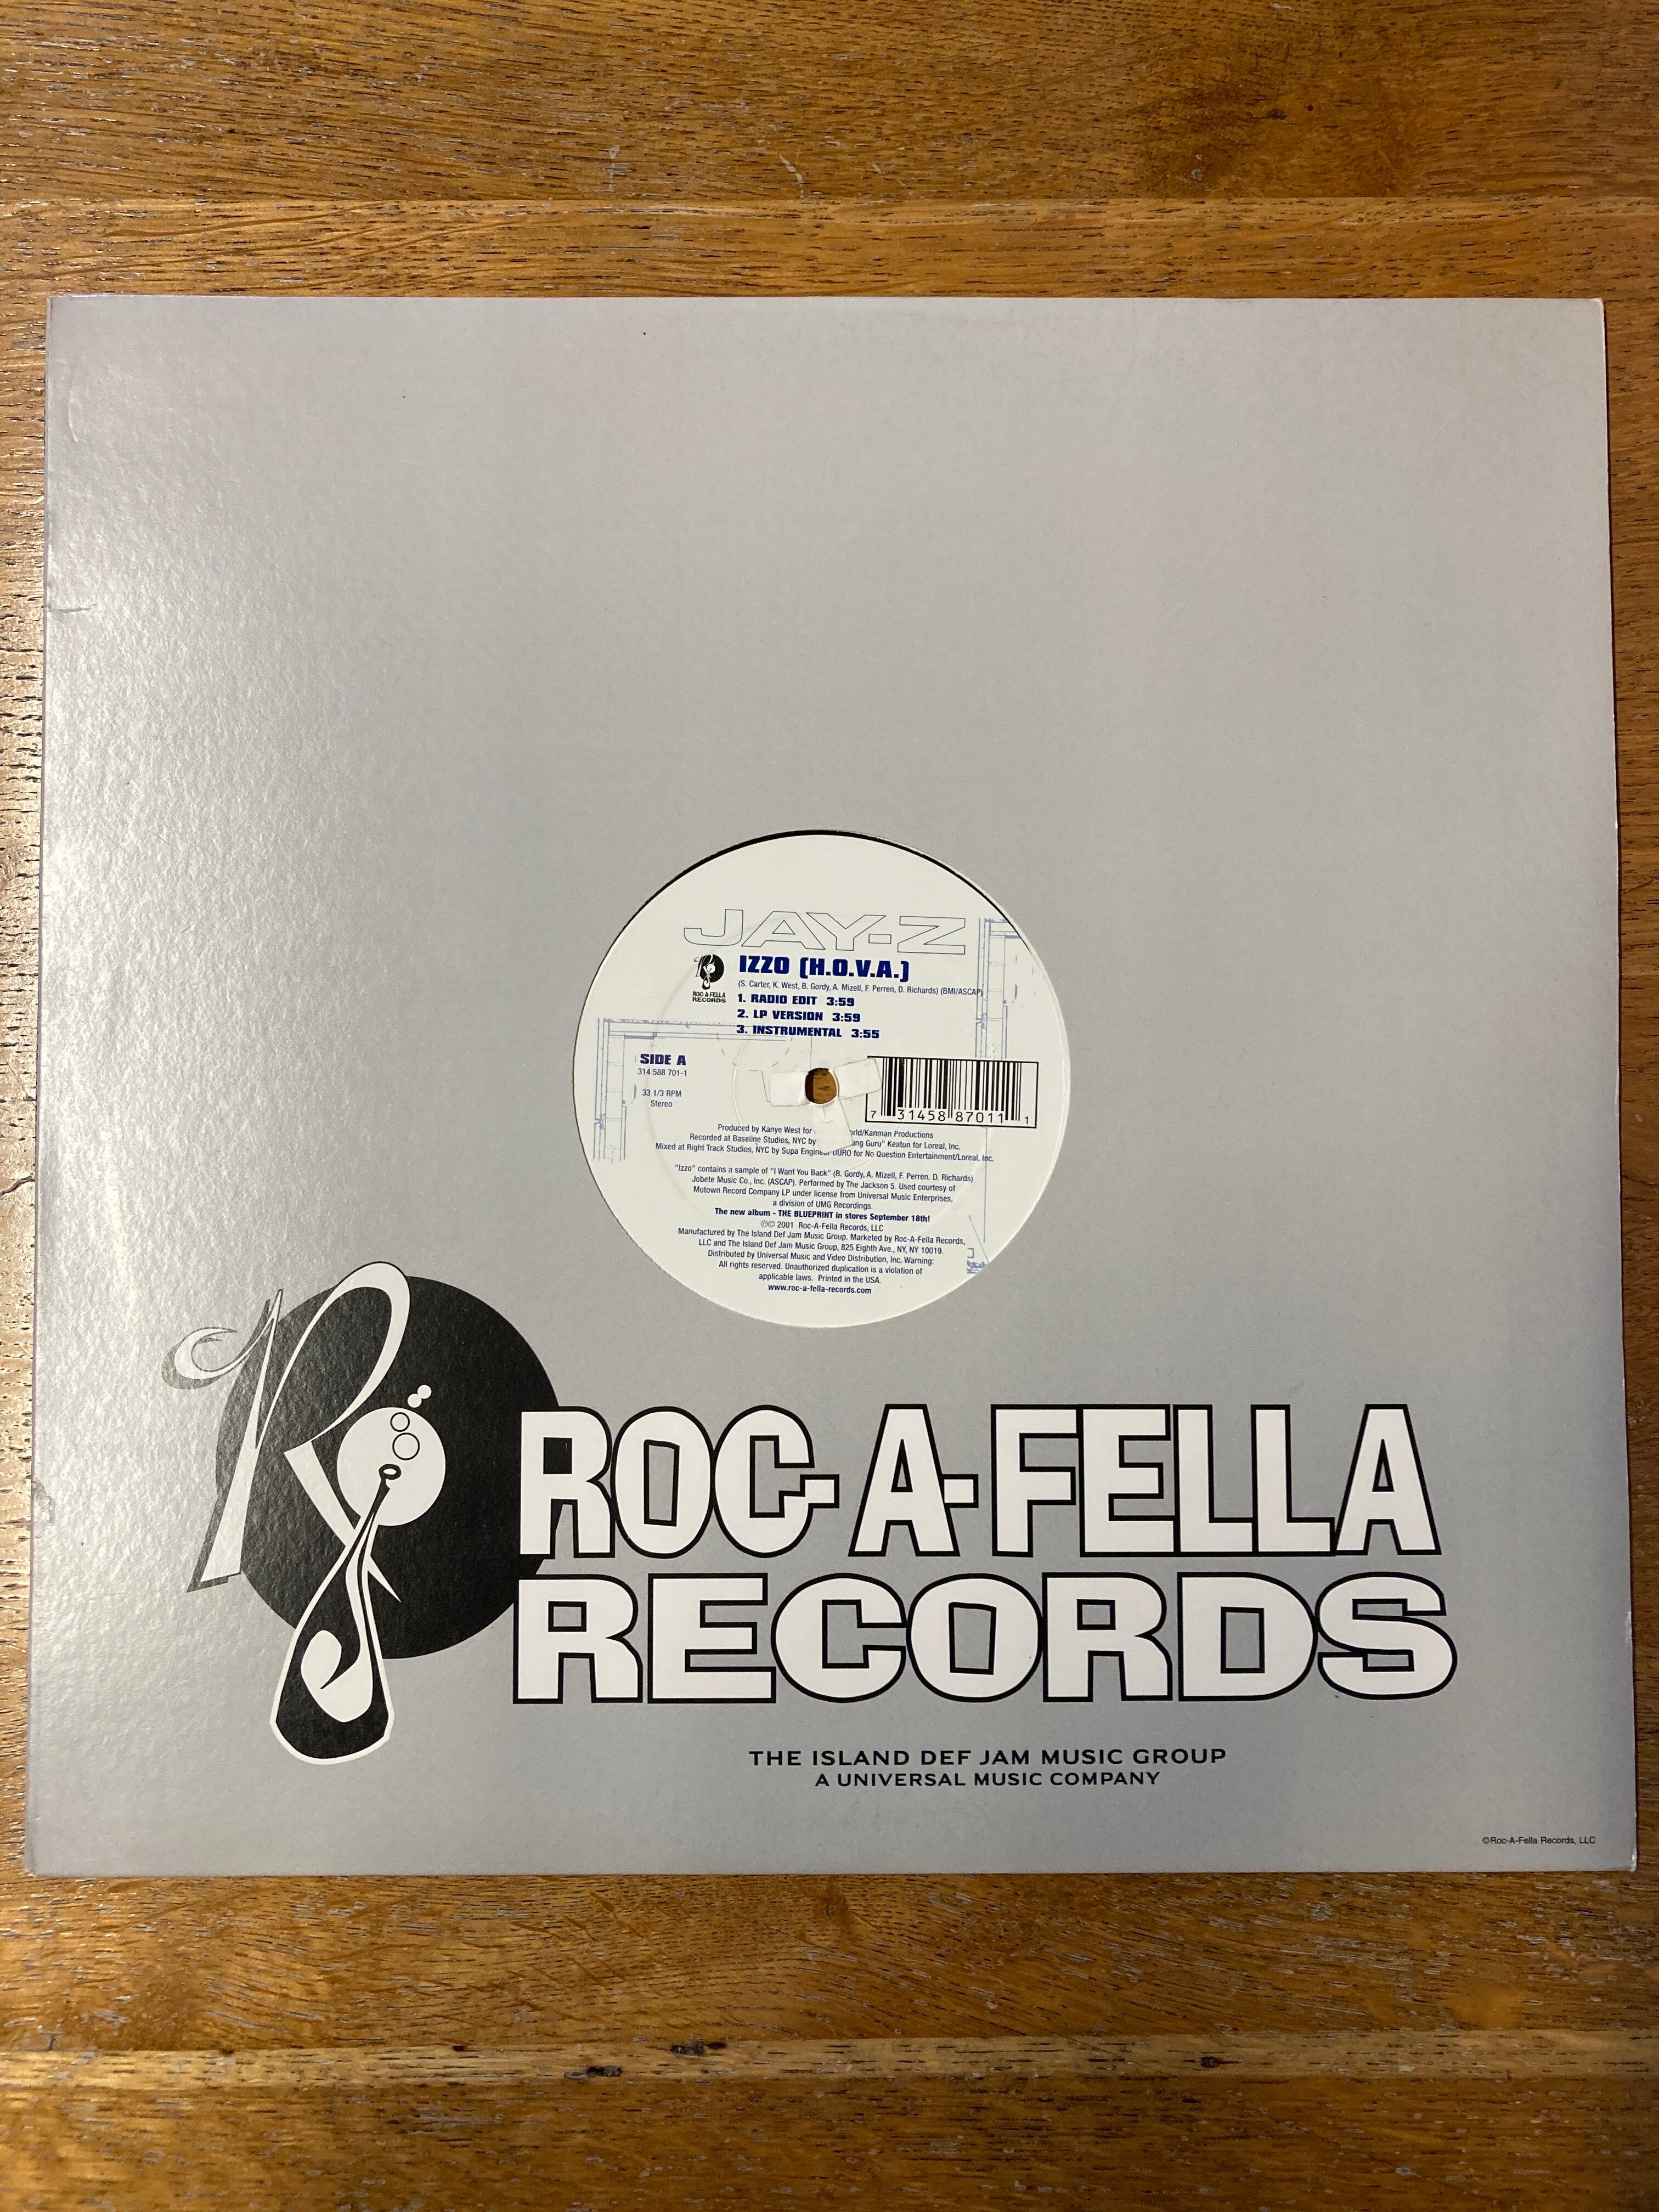 JAY-Z
IZZO (H.O.V.A.)
(S. Carter, K. West, B. Gordy, A. Mizell, F. Perren, D. Richards) (BMI/ASCAP)
ROC-A-FELLA
RECORDS
1. RADIO EDIT 3:59
2. LP VERSION 3:59
3. INSTRUMENTAL 3:55
SIDE A
314 588 701-1
33 1/3 RPM
Stereo
7 31458 87011 1
Produced by Kanye West for Kanman Productions
Recorded at Baseline Studios, NYC by Guru" Keaton for Loreal, Inc.
Mixed at Right Track Studios, NYC by Supa DURO for No Question Entertainment/Loreal, Inc.
"Izzo" contains a sample of "I Want You Back" (B. Gordy, A. Mizell, F. Perren. D. Richards)
Jobete Music Co., Inc. (ASCAP). Performed by The Jackson 5. Used courtesy of
Motown Record Company LP under license from Universal Music Enterprises,
a division of UMG Recordings.
The new album - THE BLUEPRINT in stores September 18th!
℗© 2001 Roc-A-Fella Records, LLC
Manufactured by The Island Def Jam Music Group. Marketed by Roc-A-Fella Records,
LLC and The Island Def Jam Music Group, 825 Eighth Ave., NY, NY 10019.
Distributed by Universal Music and Video Distribution, Inc. Warning:
All rights reserved. Unauthorized duplication is a violation of
applicable laws. Printed in the USA.
www.roc-a-fella-records.com
ROC-A-FELLA
RECORDS
THE ISLAND DEF JAM MUSIC GROUP
A UNIVERSAL MUSIC COMPANY
©Roc-A-Fella Records, LLC